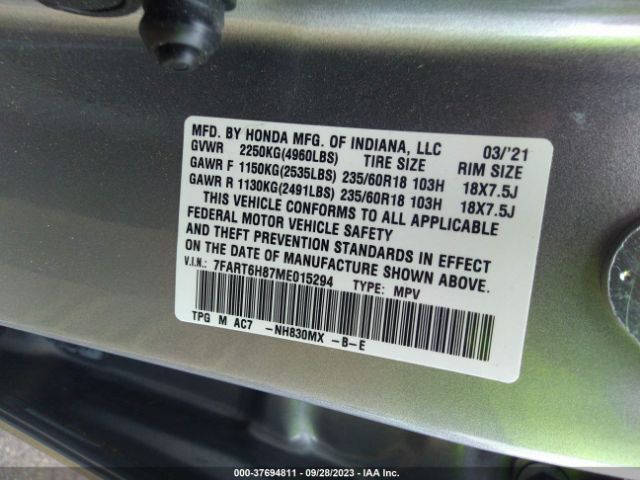 MFD. BY HONDA MFG. OF INDIANA, LLC 03/'21
GVWR 2250KG(4960LBS) TIRE SIZE RIM SIZE
GAWR F 1150KG(2535LBS) 235/60R18 103H 18X7.5J
GAWR R 1130KG(2491LBS) 235/60R18 103H 18X7.5J
THIS VEHICLE CONFORMS TO ALL APPLICABLE
FEDERAL MOTOR VEHICLE SAFETY
AND THEFT PREVENTION STANDARDS IN EFFECT
ON THE DATE OF MANUFACTURE SHOWN ABOVE.
V.I.N.: 7FART6H87ME015294 TYPE: MPV
TPG M AC7 -NH830MX -B-E
000-37694811 - 09/28/2023 - IAA Inc.